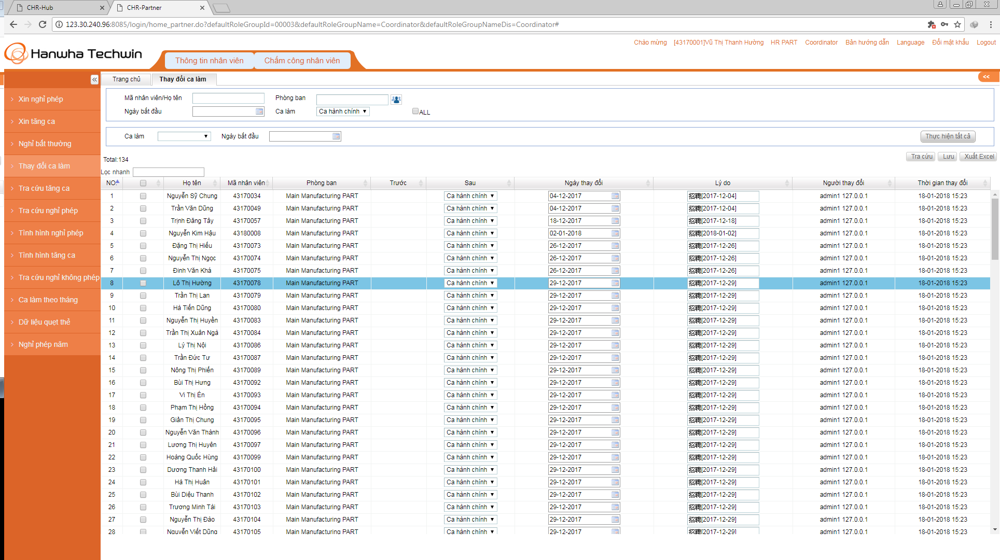 CHR-Hub
CHR-Partner
123.30.240.96:8085/login/home_partner.do?defaultRoleGroupId=00003&defaultRoleGroupName=Coordinator&defaultRoleGroupNameDis=Coordinator#
Chào mừng [43170001]Vũ Thị Thanh Hường HR PART Coordinator Bản hướng dẫn Language Đổi mật khẩu Logout
Hanwha Techwin
Thông tin nhân viên Chấm công nhân viên
Trang chủ Thay đổi ca làm
Xin nghỉ phép
Xin tăng ca
Nghỉ bất thường
Thay đổi ca làm
Tra cứu tăng ca
Tra cứu nghỉ phép
Tình hình nghỉ phép
Tình hình tăng ca
Tra cứu nghỉ không phép
Ca làm theo tháng
Dữ liệu quẹt thẻ
Nghỉ phép năm
Mã nhân viên/Họ tên Phòng ban
Ngày bắt đầu Ca làm Ca hành chính ALL
Ca làm Ngày bắt đầu Thực hiện tất cả
Total:134 Tra cứu Lưu Xuất Excel
Lọc nhanh
NO. Họ tên Mã nhân viên Phòng ban Trước Sau Ngày thay đổi Lý do Người thay đổi Thời gian thay đổi
1 Nguyễn Sỹ Chung 43170034 Main Manufacturing PART Ca hành chính 04-12-2017 招聘[2017-12-04] admin1 127.0.0.1 18-01-2018 15:23
2 Trần Văn Dũng 43170049 Main Manufacturing PART Ca hành chính 04-12-2017 招聘[2017-12-04] admin1 127.0.0.1 18-01-2018 15:23
3 Trịnh Đăng Tây 43170057 Main Manufacturing PART Ca hành chính 18-12-2017 招聘[2017-12-18] admin1 127.0.0.1 18-01-2018 15:23
4 Nguyễn Kim Hậu 43180008 Main Manufacturing PART Ca hành chính 02-01-2018 招聘[2018-01-02] admin1 127.0.0.1 18-01-2018 15:23
5 Đặng Thị Hiếu 43170073 Main Manufacturing PART Ca hành chính 26-12-2017 招聘[2017-12-26] admin1 127.0.0.1 18-01-2018 15:23
6 Nguyễn Thị Ngọc 43170074 Main Manufacturing PART Ca hành chính 26-12-2017 招聘[2017-12-26] admin1 127.0.0.1 18-01-2018 15:23
7 Đinh Văn Khá 43170075 Main Manufacturing PART Ca hành chính 26-12-2017 招聘[2017-12-26] admin1 127.0.0.1 18-01-2018 15:23
8 Lô Thị Hường 43170078 Main Manufacturing PART Ca hành chính 29-12-2017 招聘[2017-12-29] admin1 127.0.0.1 18-01-2018 15:23
9 Trần Thị Lan 43170079 Main Manufacturing PART Ca hành chính 29-12-2017 招聘[2017-12-29] admin1 127.0.0.1 18-01-2018 15:23
10 Hà Tiến Dũng 43170080 Main Manufacturing PART Ca hành chính 29-12-2017 招聘[2017-12-29] admin1 127.0.0.1 18-01-2018 15:23
11 Nguyễn Thị Huyền 43170083 Main Manufacturing PART Ca hành chính 29-12-2017 招聘[2017-12-29] admin1 127.0.0.1 18-01-2018 15:23
12 Trần Thị Xuân Ngà 43170084 Main Manufacturing PART Ca hành chính 29-12-2017 招聘[2017-12-29] admin1 127.0.0.1 18-01-2018 15:23
13 Lý Thị Nội 43170086 Main Manufacturing PART Ca hành chính 29-12-2017 招聘[2017-12-29] admin1 127.0.0.1 18-01-2018 15:23
14 Trần Đức Tư 43170087 Main Manufacturing PART Ca hành chính 29-12-2017 招聘[2017-12-29] admin1 127.0.0.1 18-01-2018 15:23
15 Nông Thị Phiến 43170089 Main Manufacturing PART Ca hành chính 29-12-2017 招聘[2017-12-29] admin1 127.0.0.1 18-01-2018 15:23
16 Bùi Thị Hưng 43170092 Main Manufacturing PART Ca hành chính 29-12-2017 招聘[2017-12-29] admin1 127.0.0.1 18-01-2018 15:23
17 Vi Thị Én 43170093 Main Manufacturing PART Ca hành chính 29-12-2017 招聘[2017-12-29] admin1 127.0.0.1 18-01-2018 15:23
18 Phạm Thị Hồng 43170094 Main Manufacturing PART Ca hành chính 29-12-2017 招聘[2017-12-29] admin1 127.0.0.1 18-01-2018 15:23
19 Giản Thị Chung 43170095 Main Manufacturing PART Ca hành chính 29-12-2017 招聘[2017-12-29] admin1 127.0.0.1 18-01-2018 15:23
20 Nguyễn Văn Thành 43170096 Main Manufacturing PART Ca hành chính 29-12-2017 招聘[2017-12-29] admin1 127.0.0.1 18-01-2018 15:23
21 Lương Thị Huyên 43170097 Main Manufacturing PART Ca hành chính 29-12-2017 招聘[2017-12-29] admin1 127.0.0.1 18-01-2018 15:23
22 Hoàng Quốc Hùng 43170099 Main Manufacturing PART Ca hành chính 29-12-2017 招聘[2017-12-29] admin1 127.0.0.1 18-01-2018 15:23
23 Dương Thanh Hải 43170100 Main Manufacturing PART Ca hành chính 29-12-2017 招聘[2017-12-29] admin1 127.0.0.1 18-01-2018 15:23
24 Hà Thị Huân 43170101 Main Manufacturing PART Ca hành chính 29-12-2017 招聘[2017-12-29] admin1 127.0.0.1 18-01-2018 15:23
25 Bùi Diệu Thanh 43170102 Main Manufacturing PART Ca hành chính 29-12-2017 招聘[2017-12-29] admin1 127.0.0.1 18-01-2018 15:23
26 Trương Minh Tài 43170103 Main Manufacturing PART Ca hành chính 29-12-2017 招聘[2017-12-29] admin1 127.0.0.1 18-01-2018 15:23
27 Nguyễn Thị Đào 43170104 Main Manufacturing PART Ca hành chính 29-12-2017 招聘[2017-12-29] admin1 127.0.0.1 18-01-2018 15:23
28 Nguyễn Viết Dũng 43170105 Main Manufacturing PART Ca hành chính 29-12-2017 招聘[2017-12-29] admin1 127.0.0.1 18-01-2018 15:23